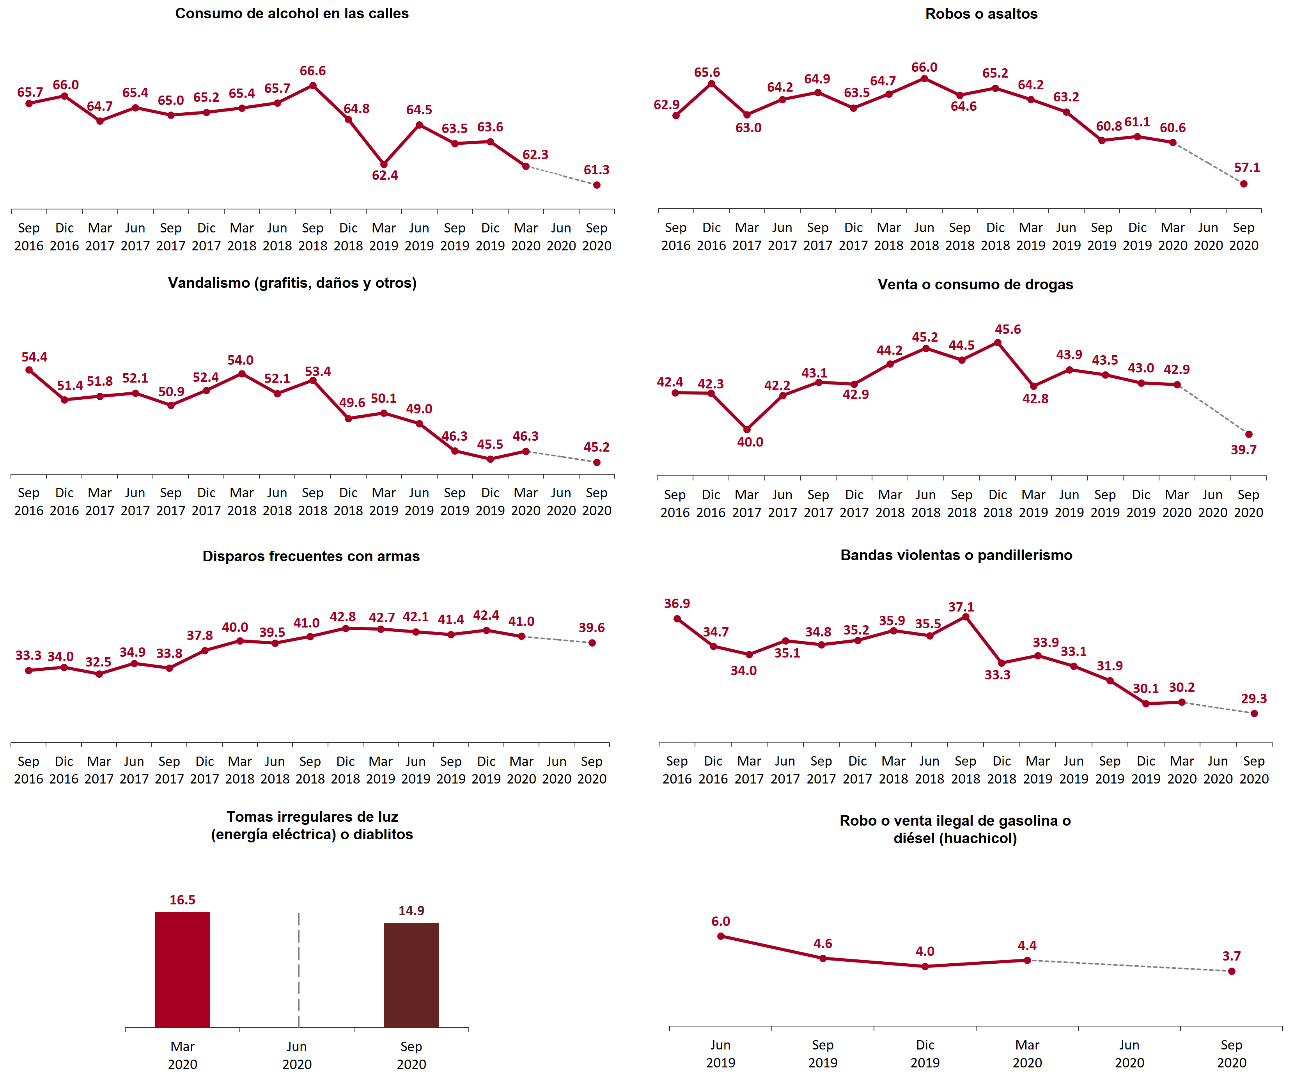 Consumo de alcohol en las calles
65.7 66.0 64.7 65.4 65.0 65.2 65.4 65.7 66.6 64.8 62.4 64.5 63.5 63.6 62.3 61.3
Sep Dic Mar Jun Sep Dic Mar Jun Sep Dic Mar Jun Sep Dic Mar Jun Sep
2016 2016 2017 2017 2017 2017 2018 2018 2018 2018 2019 2019 2019 2019 2020 2020 2020
Robos o asaltos
62.9 65.6 63.0 64.2 64.9 63.5 64.7 66.0 64.6 65.2 64.2 63.2 60.8 61.1 60.6 57.1
Sep Dic Mar Jun Sep Dic Mar Jun Sep Dic Mar Jun Sep Dic Mar Jun Sep
2016 2016 2017 2017 2017 2017 2018 2018 2018 2018 2019 2019 2019 2019 2020 2020 2020
Vandalismo (grafitis, daños y otros)
54.4 51.4 51.8 52.1 50.9 52.4 54.0 52.1 53.4 49.6 50.1 49.0 46.3 45.5 46.3 45.2
Sep Dic Mar Jun Sep Dic Mar Jun Sep Dic Mar Jun Sep Dic Mar Jun Sep
2016 2016 2017 2017 2017 2017 2018 2018 2018 2018 2019 2019 2019 2019 2020 2020 2020
Venta o consumo de drogas
42.4 42.3 40.0 42.2 43.1 42.9 44.2 45.2 44.5 45.6 42.8 43.9 43.5 43.0 42.9 39.7
Sep Dic Mar Jun Sep Dic Mar Jun Sep Dic Mar Jun Sep Dic Mar Jun Sep
2016 2016 2017 2017 2017 2017 2018 2018 2018 2018 2019 2019 2019 2019 2020 2020 2020
Disparos frecuentes con armas
33.3 34.0 32.5 34.9 33.8 37.8 40.0 39.5 41.0 42.8 42.7 42.1 41.4 42.4 41.0 39.6
Sep Dic Mar Jun Sep Dic Mar Jun Sep Dic Mar Jun Sep Dic Mar Jun Sep
2016 2016 2017 2017 2017 2017 2018 2018 2018 2018 2019 2019 2019 2019 2020 2020 2020
Bandas violentas o pandillerismo
36.9 34.7 34.0 35.1 34.8 35.2 35.9 35.5 37.1 33.3 33.9 33.1 31.9 30.1 30.2 29.3
Sep Dic Mar Jun Sep Dic Mar Jun Sep Dic Mar Jun Sep Dic Mar Jun Sep
2016 2016 2017 2017 2017 2017 2018 2018 2018 2018 2019 2019 2019 2019 2020 2020 2020
Tomas irregulares de luz
(energía eléctrica) o diablitos
16.5 14.9
Mar Jun Sep
2020 2020 2020
Robo o venta ilegal de gasolina o
diésel (huachicol)
6.0 4.6 4.0 4.4 3.7
Jun Sep Dic Mar Jun Sep
2019 2019 2019 2020 2020 2020